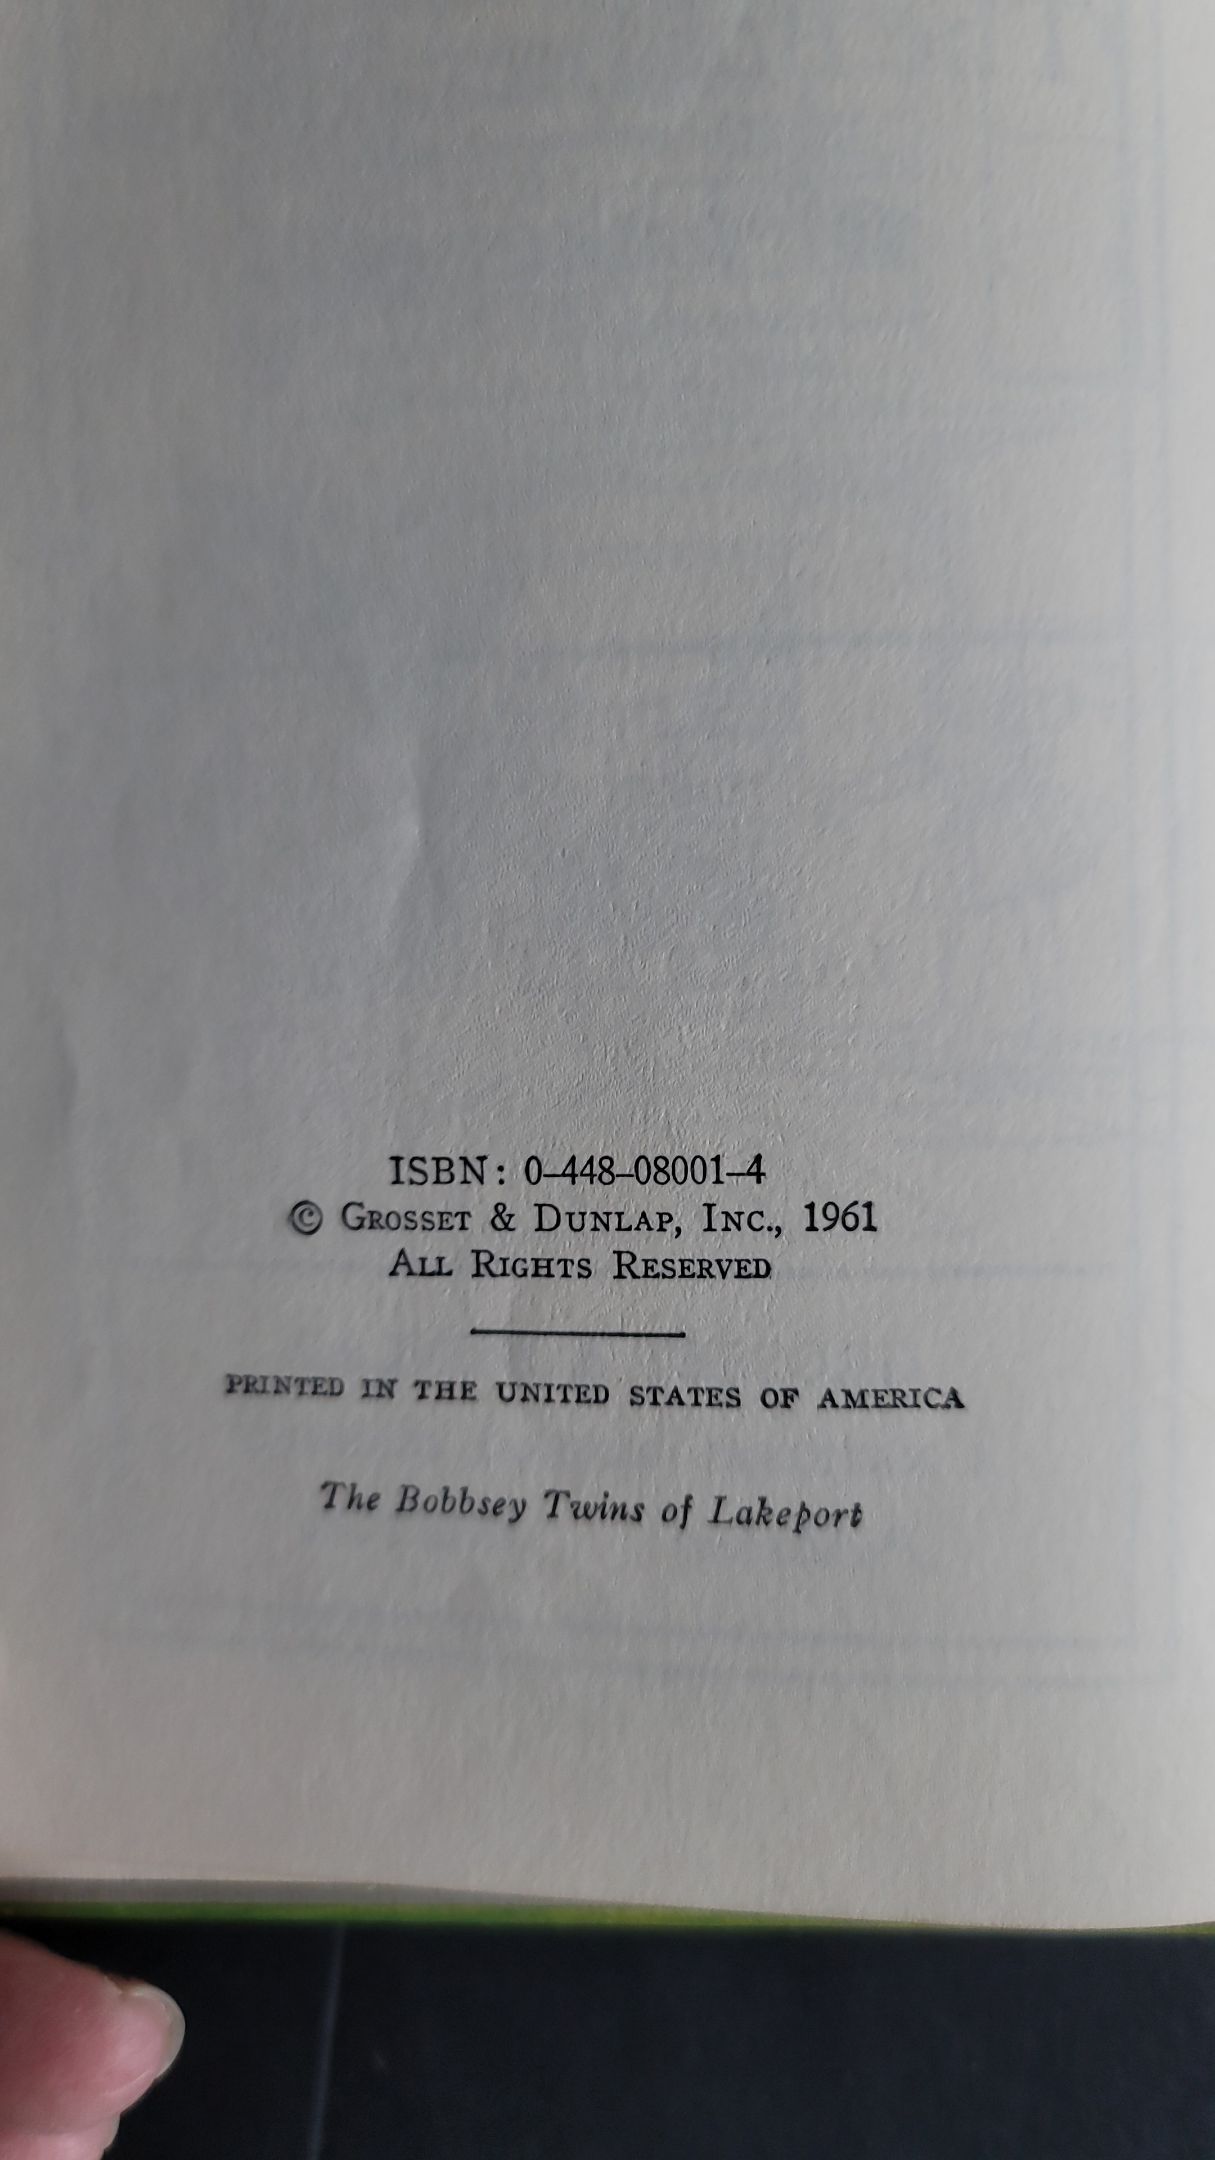 ISBN: 0-448-08001-4
© GROSSET & DUNLAP, INC., 1961
ALL RIGHTS RESERVED
PRINTED IN THE UNITED STATES OF AMERICA
The Bobbsey Twins of Lakeport